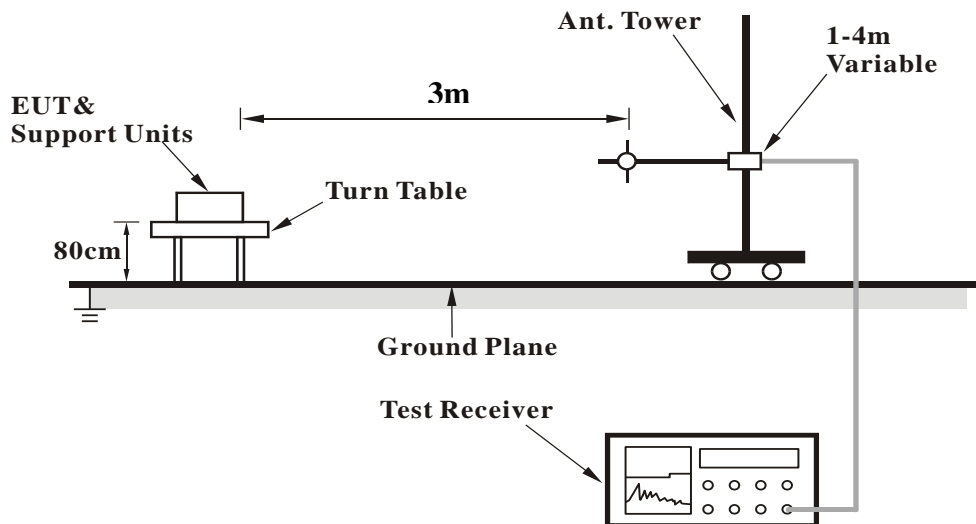 Ant. Tower
1-4m
Variable
3m
EUT&
Support Units
Turn Table
80cm
Ground Plane
Test Receiver